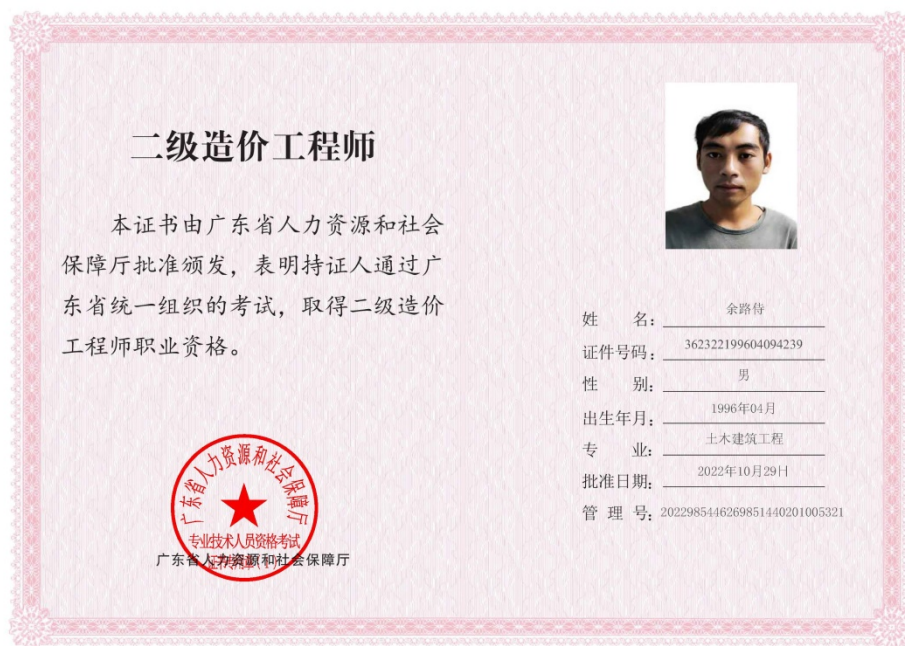 二级造价工程师
本证书由广东省人力资源和社会
保障厅批准颁发，表明持证人通过广
东省统一组织的考试，取得二级造价
工程师职业资格。
广东省人力资源和社会保障厅
专业技术人员资格考试
广东省人力资源和社会保障厅
姓 名：余路侍
证件号码：362322199604094239
性 别：男
出生年月：1996年04月
专 业：土木建筑工程
批准日期：2022年10月29日
管 理 号：20229854462698514402010​05321